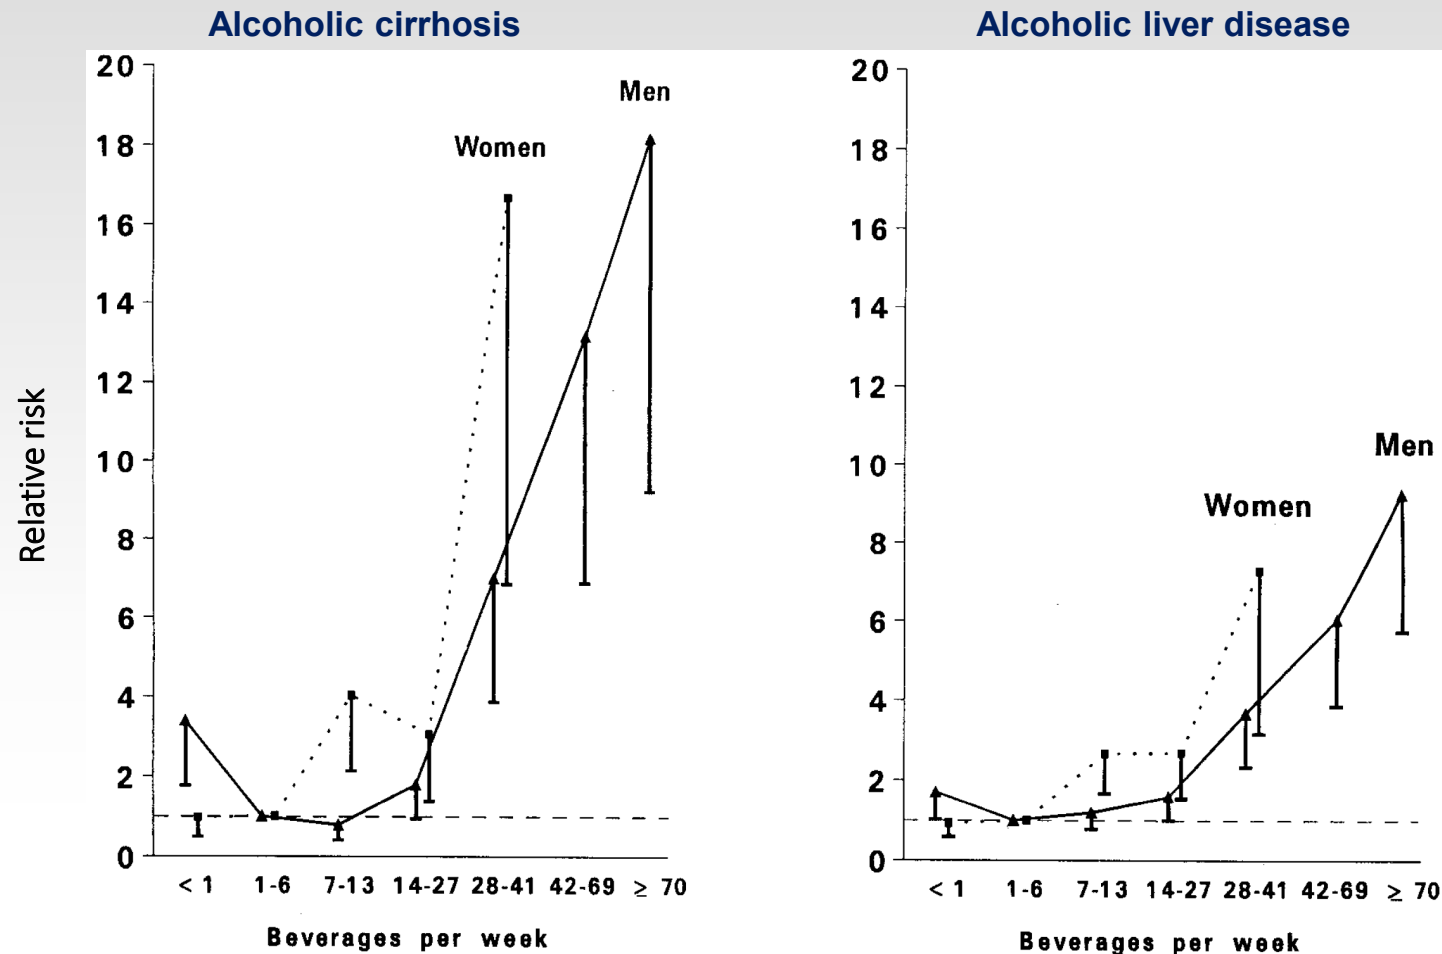 Alcoholic cirrhosis
Alcoholic liver disease
Relative risk
20
18
16
14
12
10
8
6
4
2
0
Women
Men
< 1 1-6 7-13 14-27 28-41 42-69 ≥ 70
Beverages per week
20
18
16
14
12
10
8
6
4
2
0
Women
Men
< 1 1-6 7-13 14-27 28-41 42-69 ≥ 70
Beverages per week